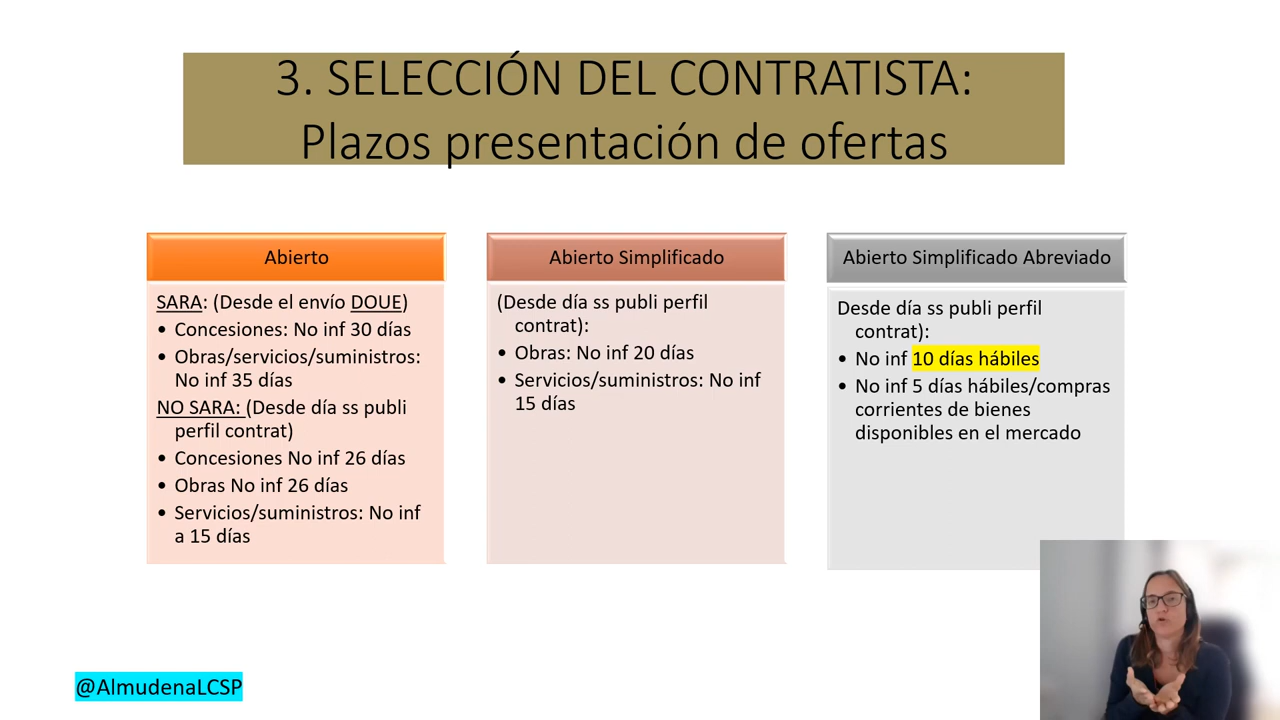 3. SELECCIÓN DEL CONTRATISTA:
Plazos presentación de ofertas
Abierto
SARA: (Desde el envío DOUE)
• Concesiones: No inf 30 días
• Obras/servicios/suministros:
No inf 35 días
NO SARA: (Desde día ss publi
perfil contrat)
• Concesiones No inf 26 días
• Obras No inf 26 días
• Servicios/suministros: No inf
a 15 días
Abierto Simplificado
(Desde día ss publi perfil
contrat):
• Obras: No inf 20 días
• Servicios/suministros: No inf
15 días
Abierto Simplificado Abreviado
Desde día ss publi perfil
contrat):
• No inf 10 días hábiles
• No inf 5 días hábiles/compras
corrientes de bienes
disponibles en el mercado
@AlmudenaLCSP